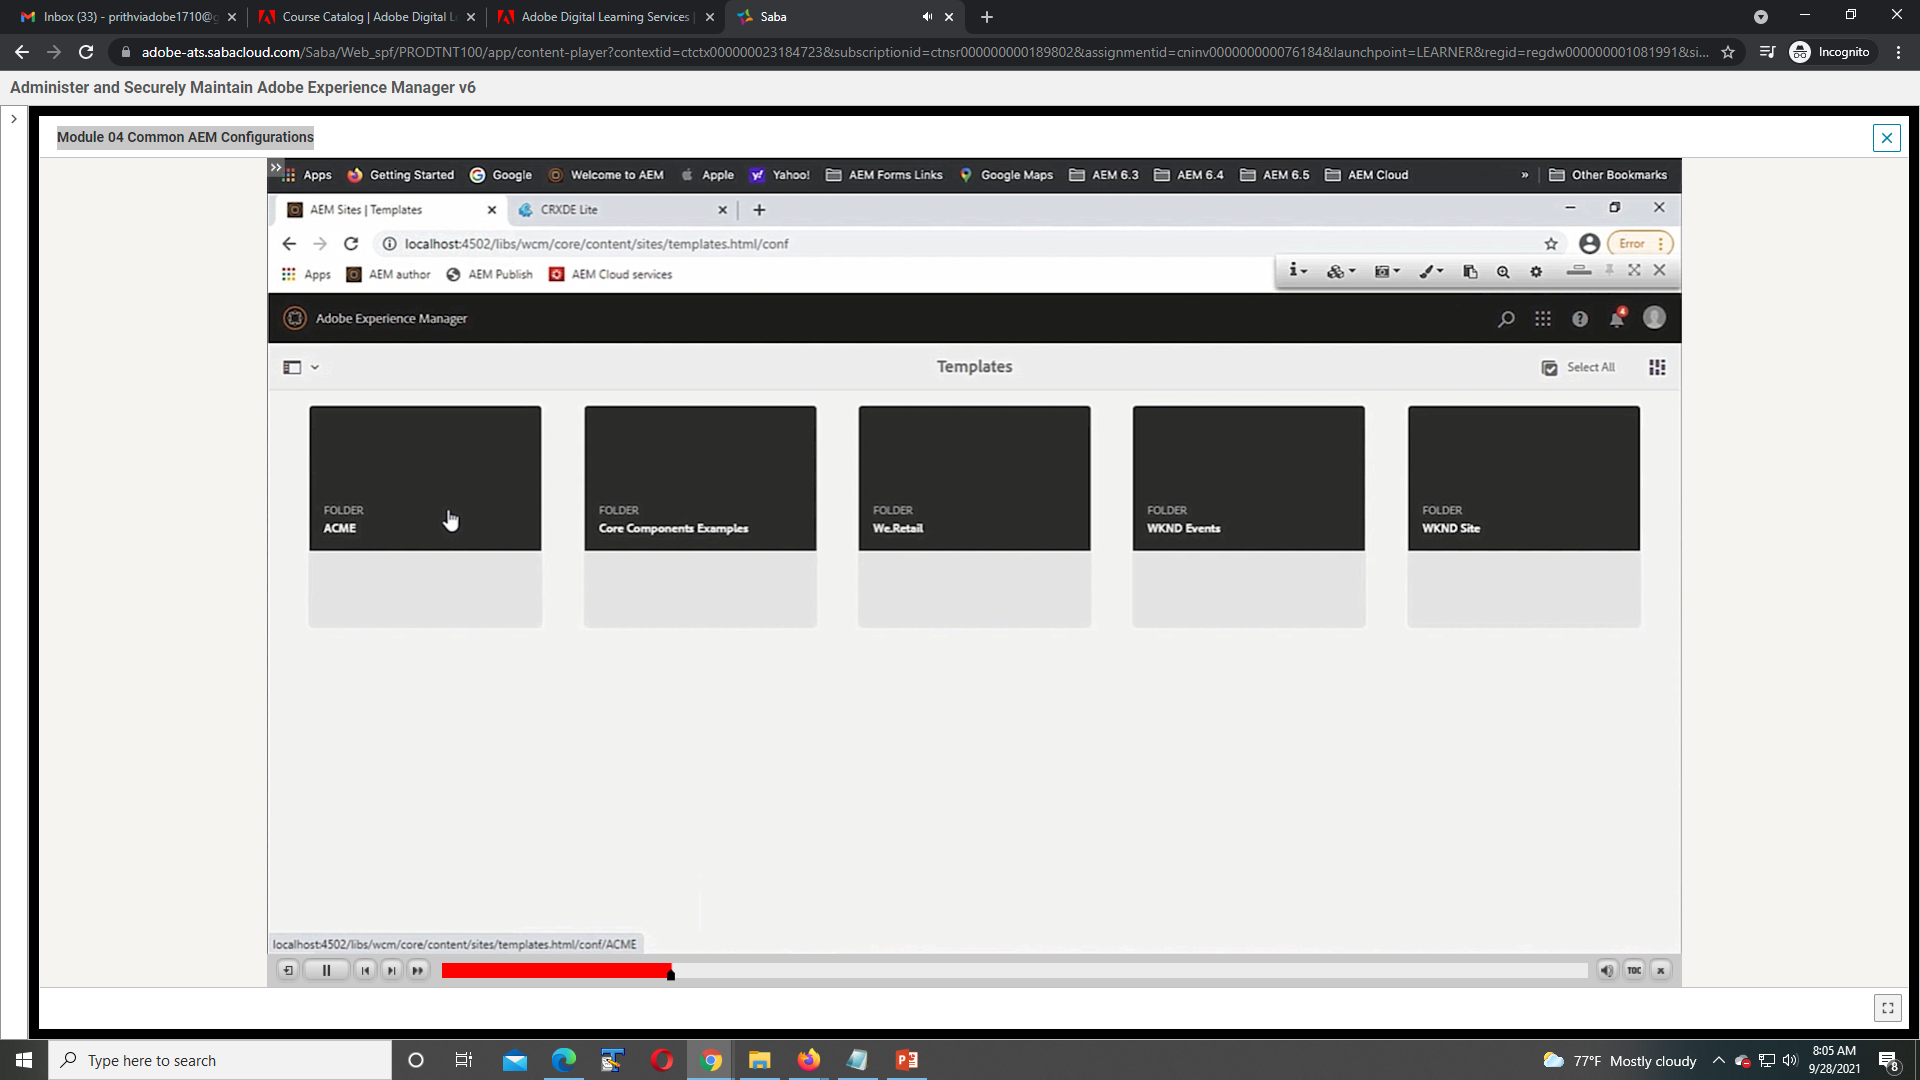 Inbox (33) - prithviadobe1710@g
Course Catalog | Adobe Digital L
Adobe Digital Learning Services |
Saba
adobe-ats.sabacloud.com/Saba/Web_spf/PRODTNT100/app/content-player?contextid=ctctx000000023184723&subscriptionid=ctnsr0000000000189802&assignmentid=cninv000000000076184&launchpoint=LEARNER&regid=regdw000000001081991&si...
Incognito
Administer and Securely Maintain Adobe Experience Manager v6
Module 04 Common AEM Configurations
Apps
Getting Started
Google
Welcome to AEM
Apple
Yahoo!
AEM Forms Links
Google Maps
AEM 6.3
AEM 6.4
AEM 6.5
AEM Cloud
»
Other Bookmarks
AEM Sites | Templates
CRXDE Lite
localhost:4502/libs/wcm/core/content/sites/templates.html/conf
Error
Apps
AEM author
AEM Publish
AEM Cloud services
Adobe Experience Manager
4
Templates
Select All
FOLDER
ACME
FOLDER
Core Components Examples
FOLDER
We.Retail
FOLDER
WKND Events
FOLDER
WKND Site
localhost:4502/libs/wcm/core/content/sites/templates.html/conf/ACME
TOC
Type here to search
77°F Mostly cloudy
8:05 AM
9/28/2021
8